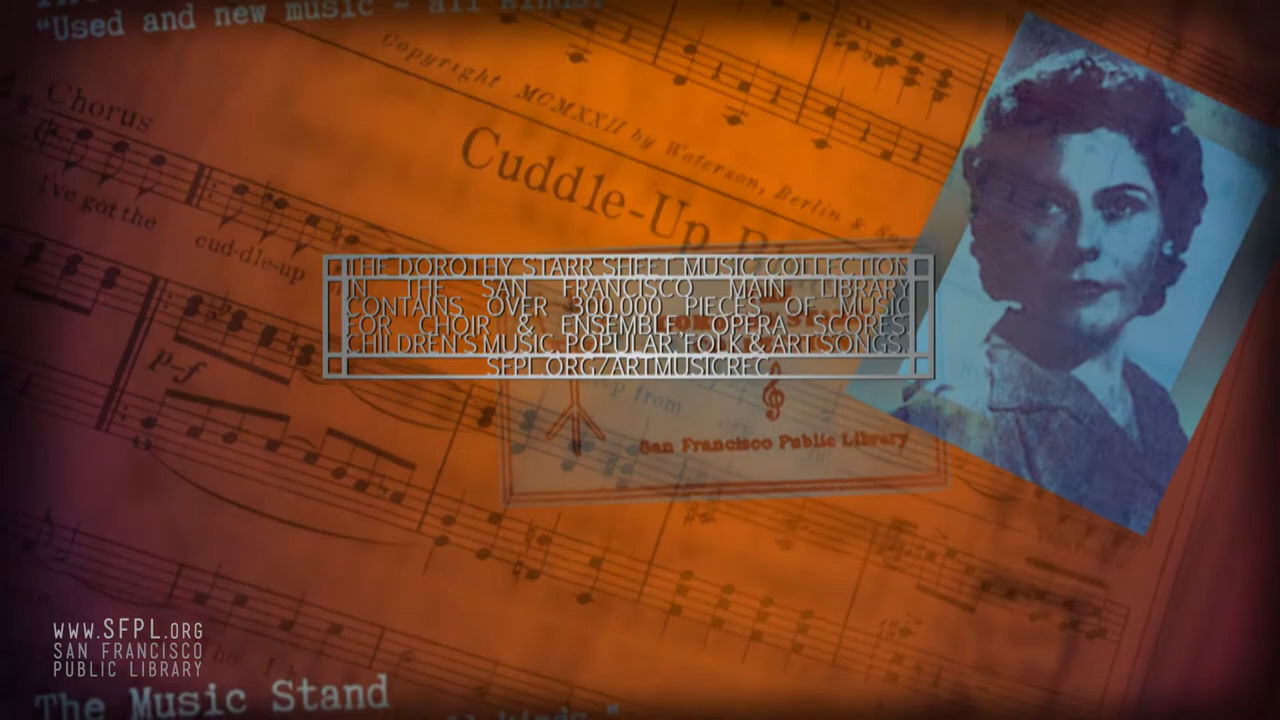 "Used and new music - all kinds."
Copyright MCMXXII by Waterson, Berlin &
Cuddle-Up
Chorus
I've got the cud-dle-up
p-f
THE DOROTHY STARR SHEET MUSIC COLLECTION
IN THE SAN FRANCISCO MAIN LIBRARY
CONTAINS OVER 300,000 PIECES OF MUSIC
FOR CHOIR & ENSEMBLE, OPERA SCORES,
CHILDREN'S MUSIC, POPULAR, FOLK & ART SONGS.
SFPL.ORG/ARTMUSICREC
from
San Francisco Public Library
WWW.SFPL.ORG
SAN FRANCISCO
PUBLIC LIBRARY
The Music Stand